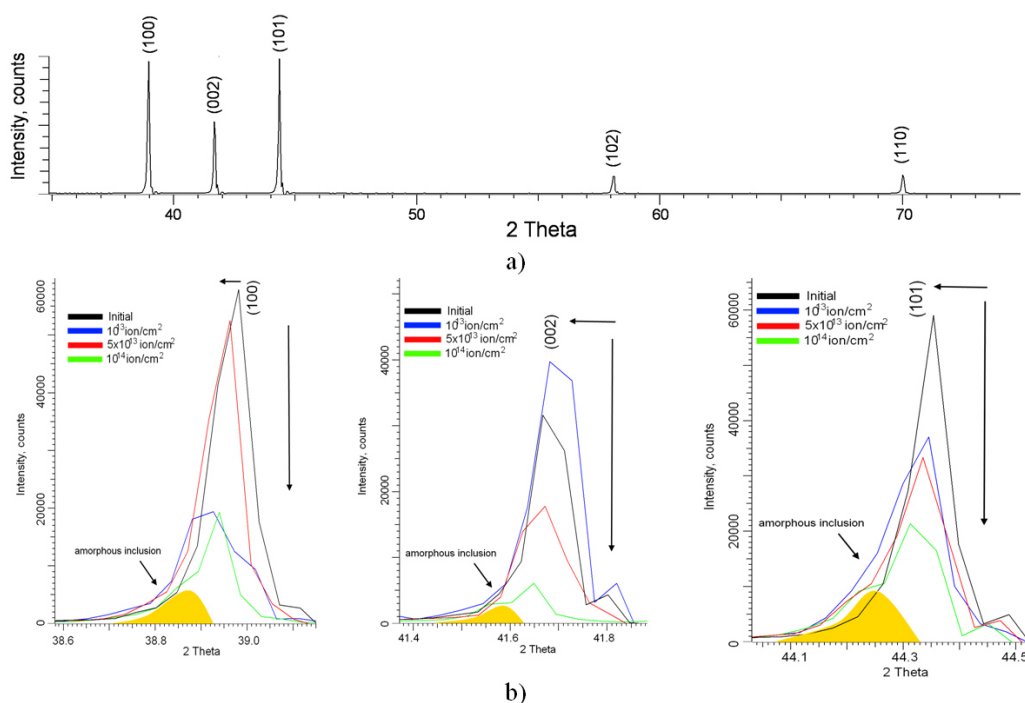 (100)
(002)
(101)
(102)
(110)
Intensity, counts
40
50
60
70
2 Theta
a)
Initial
10¹³ion/cm²
5x10¹³ion/cm²
10¹⁴ion/cm²
(100)
Intensity, counts
60000
40000
20000
0
amorphous inclusion
38.6
38.8
39.0
2 Theta
Initial
10¹³ion/cm²
5x10¹³ion/cm²
10¹⁴ion/cm²
(002)
Intensity, counts
40000
20000
0
amorphous inclusion
41.4
41.6
41.8
2 Theta
Initial
10¹³ion/cm²
5x10¹³ion/cm²
10¹⁴ion/cm²
(101)
Intensity, counts
60000
40000
20000
0
amorphous inclusion
44.1
44.3
44.5
2 Theta
b)